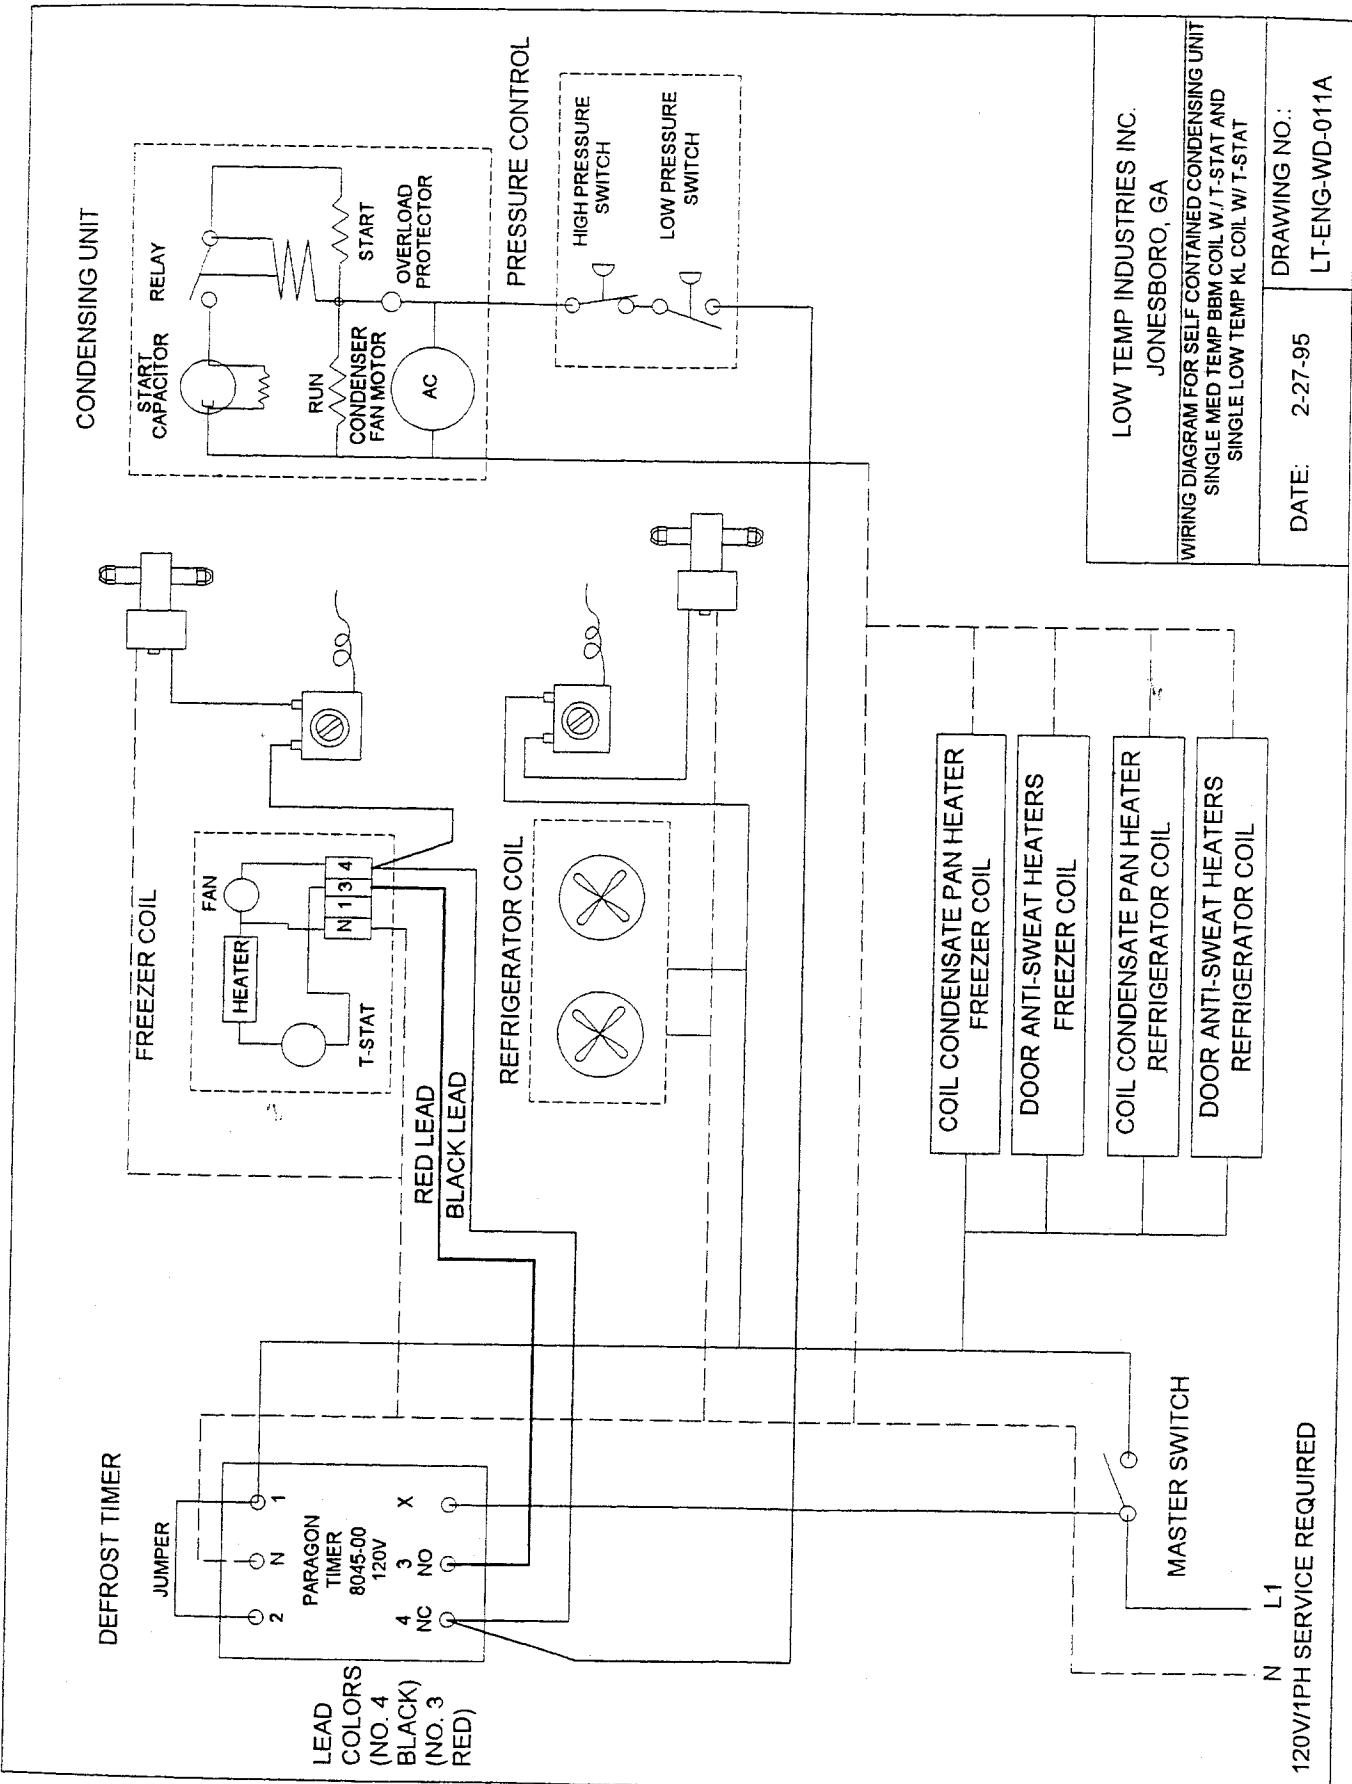 CONDENSING UNIT
START
CAPACITOR
RELAY
RUN
START
CONDENSER
FAN MOTOR
OVERLOAD
PROTECTOR
AC
PRESSURE CONTROL
HIGH PRESSURE
SWITCH
LOW PRESSURE
SWITCH
FREEZER COIL
FAN
HEATER
T-STAT
N 1 3 4
RED LEAD
BLACK LEAD
REFRIGERATOR COIL
DEFROST TIMER
JUMPER
2 N 1
PARAGON
TIMER
8045-00
120V
4 3 X
NC NO
LEAD
COLORS
(NO. 4
BLACK)
(NO. 3
RED)
COIL CONDENSATE PAN HEATER
FREEZER COIL
DOOR ANTI-SWEAT HEATERS
FREEZER COIL
COIL CONDENSATE PAN HEATER
REFRIGERATOR COIL
DOOR ANTI-SWEAT HEATERS
REFRIGERATOR COIL
MASTER SWITCH
N L1
120V/1PH SERVICE REQUIRED
LOW TEMP INDUSTRIES INC.
JONESBORO, GA
WIRING DIAGRAM FOR SELF CONTAINED CONDENSING UNIT
SINGLE MED TEMP BBM COIL W / T-STAT AND
SINGLE LOW TEMP KL COIL W/ T-STAT
DATE: 2-27-95
DRAWING NO.:
LT-ENG-WD-011A